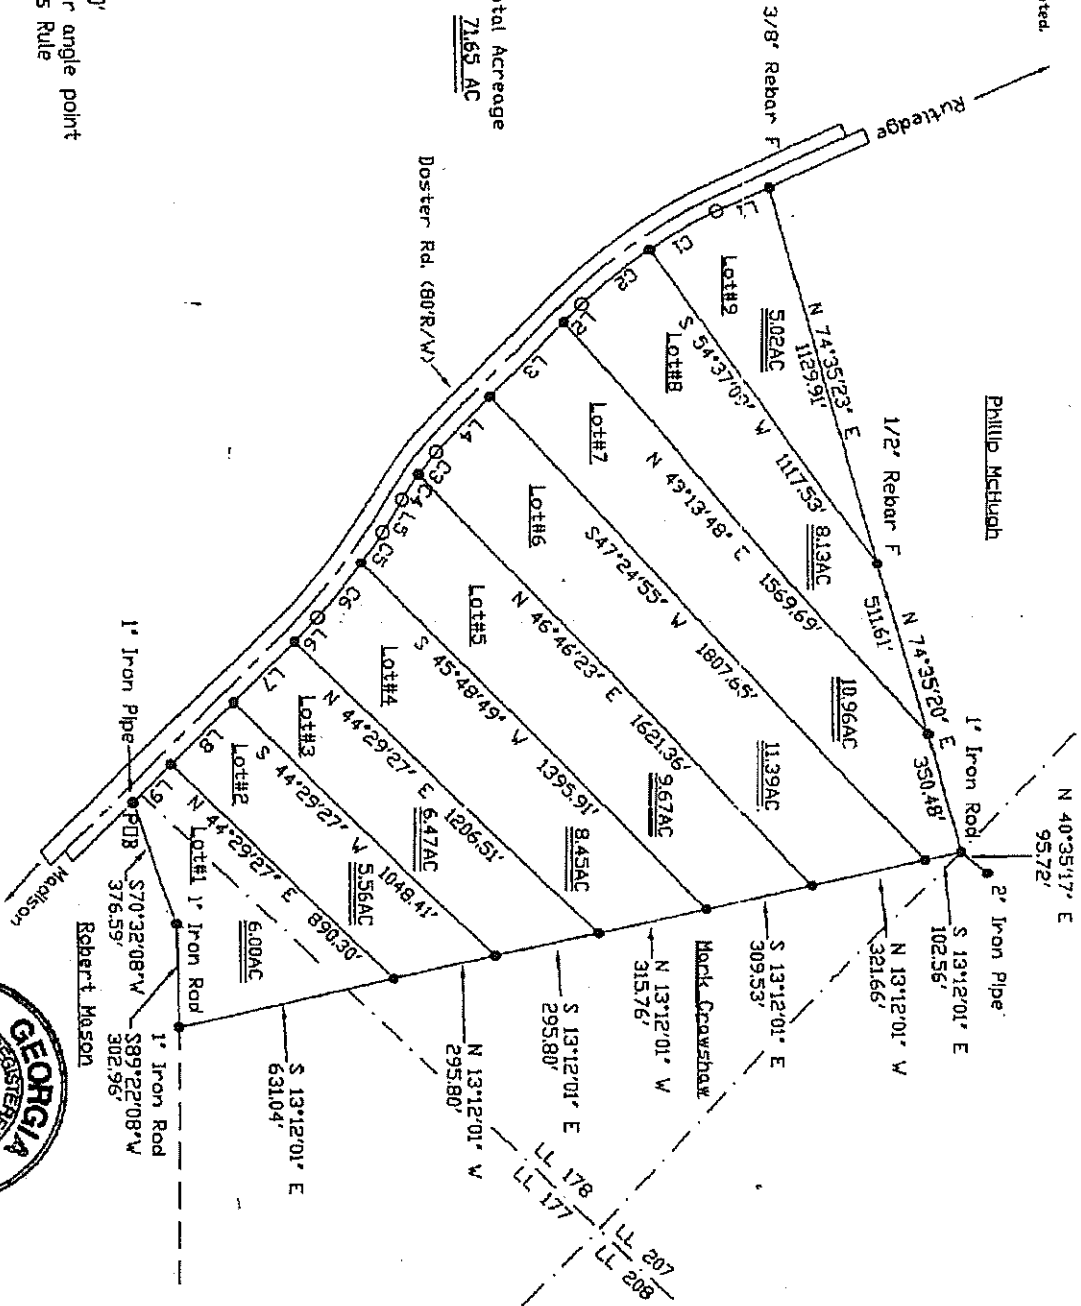 ted.
Rutledge
3/8" Rebar F
Phillip McHugh
N 40°35'17" E
95.72'
2" Iron Pipe
1" Iron Rod
N 74°35'20" E
511.61'
350.48'
1/2" Rebar F
N 74°35'23" E
1129.91'
tal Acreage
71.65 AC
Doster Rd. (80'R/W)
L1
C1
C2
L2
L3
L4
C3
C4
L5
C5
C6
L6
L7
L8
L9
Lot#9
5.02AC
S 54°37'03" W
1117.53'
Lot#8
8.13AC
N 43°13'48" E
1569.69'
Lot#7
10.96AC
S47°24'55" W
1807.65'
Lot#6
11.39AC
N 46°46'23" E
1621.36'
Lot#5
9.67AC
S 45°48'49" W
1395.91'
Lot#4
8.45AC
N 44°29'27" E
1206.51'
Lot#3
6.47AC
S 44°29'27" W
1048.41'
Lot#2
5.56AC
N 44°29'27" E
890.30'
Lot#1
6.00AC
S 13°12'01" E
102.56'
N 13°12'01" W
321.66'
S 13°12'01" E
309.53'
Mark Crawshaw
N 13°12'01" W
315.76'
S 13°12'01" E
295.80'
N 13°12'01" W
295.80'
S 13°12'01" E
631.04'
LL 178
LL 177
LL 207
LL 208
1" Iron Pipe
POB
1" Iron Rod
S70°32'08"W
376.59'
1" Iron Rod
S89°22'08"W
302.96'
Robert Mason
Madison
0'
r angle point
s Rule
GEORGIA
REGISTERE